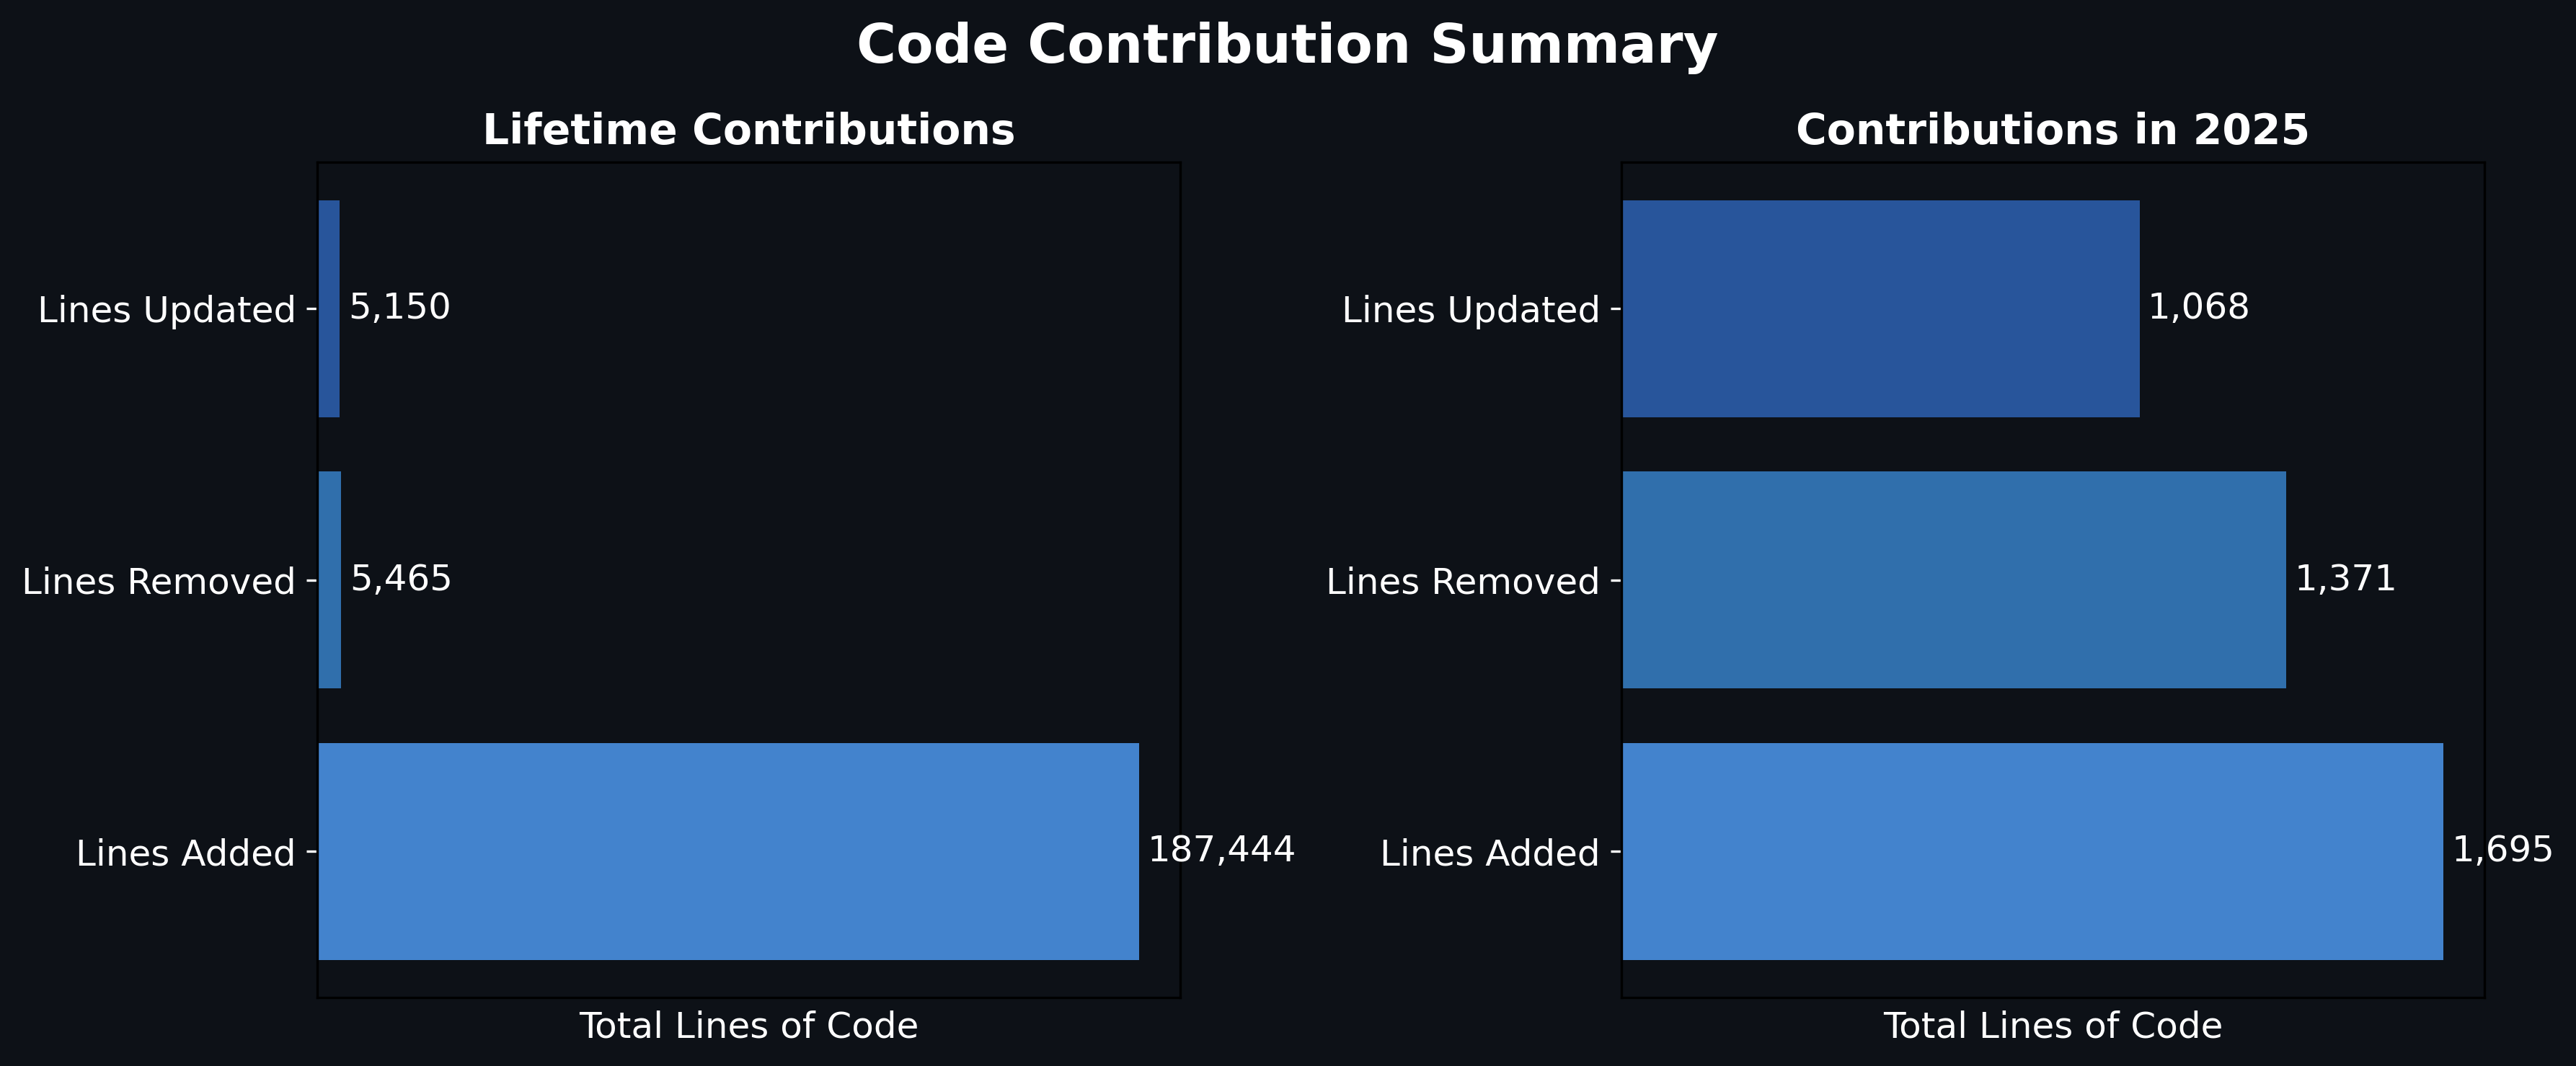 Code Contribution Summary
Lifetime Contributions
Lines Updated
5,150
Lines Removed
5,465
Lines Added
187,444
Total Lines of Code
Contributions in 2025
Lines Updated
1,068
Lines Removed
1,371
Lines Added
1,695
Total Lines of Code